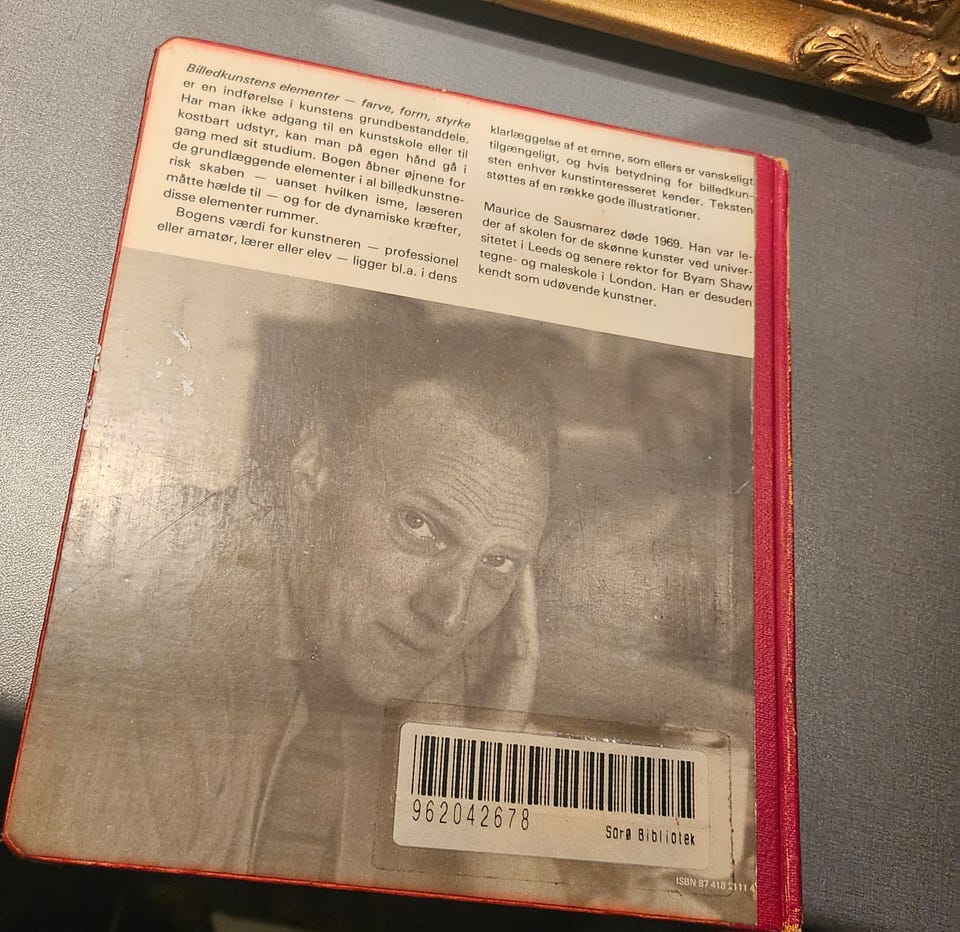 Billedkunstens elementer — farve, form, styrke
er en indførelse i kunstens grundbestanddele.
Har man ikke adgang til en kunstskole eller til
kostbart udstyr, kan man på egen hånd gå i
gang med sit studium. Bogen åbner øjnene for
de grundlæggende elementer i al billedkunstne-
risk skaben — uanset hvilken isme, læseren
måtte hælde til — og for de dynamiske kræfter,
disse elementer rummer.
Bogens værdi for kunstneren — professionel
eller amatør, lærer eller elev — ligger bl.a. i dens
klarlæggelse af et emne, som ellers er vanskeligt
tilgængeligt, og hvis betydning for billedkun-
sten enhver kunstinteresseret kender. Teksten
støttes af en række gode illustrationer.
Maurice de Sausmarez døde 1969. Han var le-
der af skolen for de skønne kunster ved univer-
sitetet i Leeds og senere rektor for Byam Shaw
tegne- og maleskole i London. Han er desuden
kendt som udøvende kunstner.
962042678
Sorø Bibliotek
ISBN 87 418 2111 4